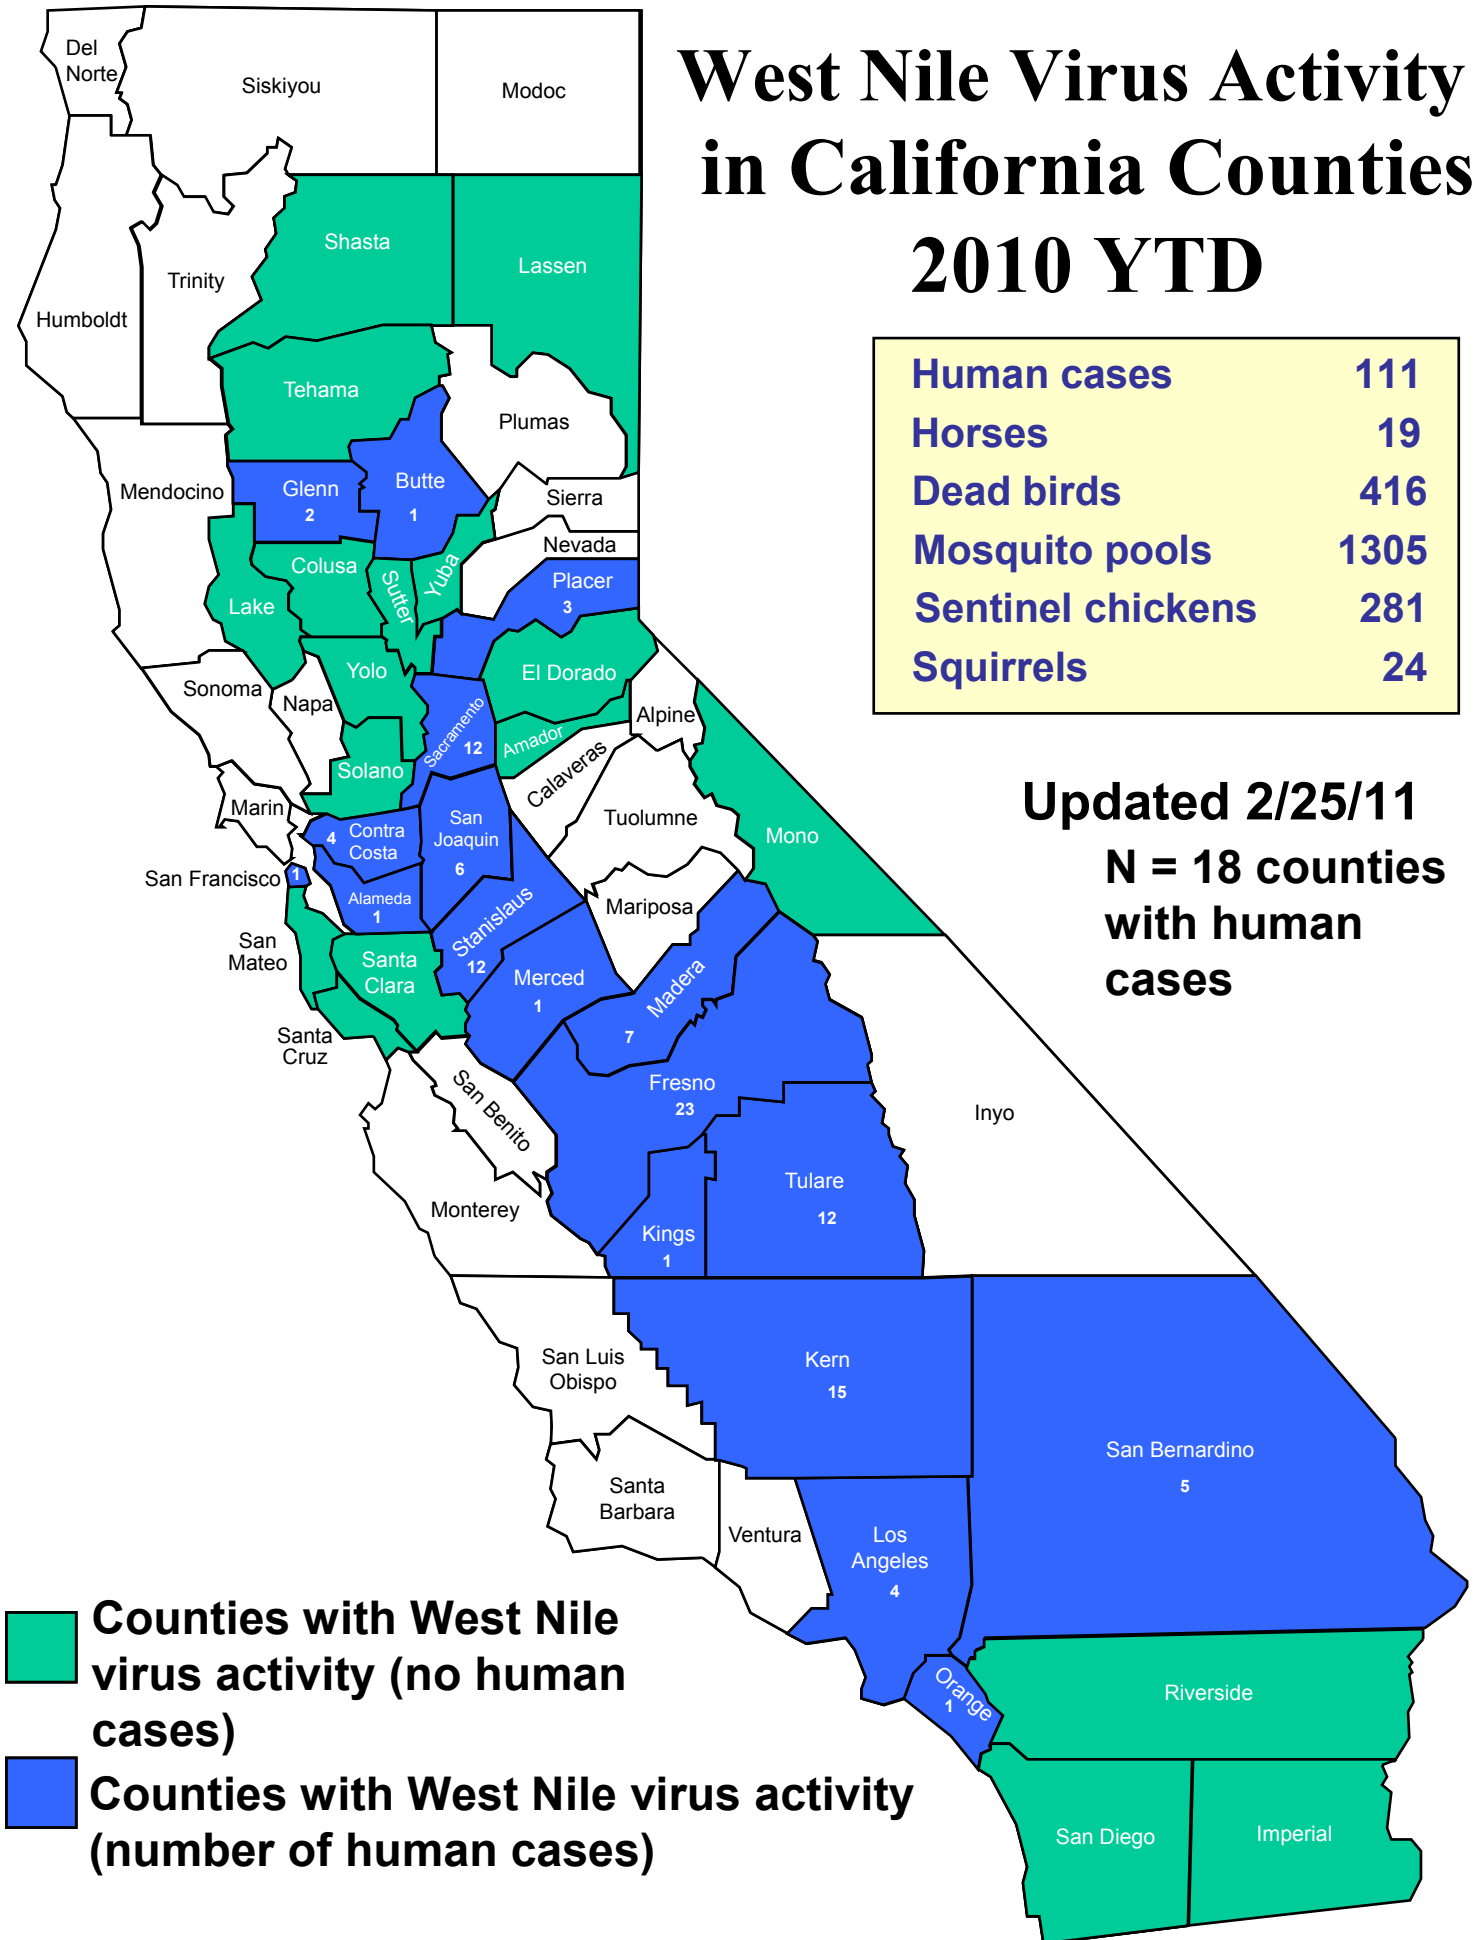 West Nile Virus Activity
in California Counties
2010 YTD
Human cases 111
Horses 19
Dead birds 416
Mosquito pools 1305
Sentinel chickens 281
Squirrels 24
Updated 2/25/11
N = 18 counties
with human
cases
Del
Norte
Siskiyou
Modoc
Shasta
Lassen
Trinity
Humboldt
Tehama
Plumas
Mendocino
Glenn
2
Butte
1
Sierra
Nevada
Colusa
Sutter
Yuba
Placer
3
Lake
Yolo
El Dorado
Sonoma
Napa
Sacramento
12
Amador
Alpine
Solano
Calaveras
Marin
Contra
Costa
4
San
Joaquin
6
Tuolumne
Mono
San Francisco
1
Alameda
1
Stanislaus
12
Mariposa
San
Mateo
Santa
Clara
Merced
1
Madera
7
Santa
Cruz
San Benito
Fresno
23
Inyo
Monterey
Kings
1
Tulare
12
San Luis
Obispo
Kern
15
San Bernardino
5
Santa
Barbara
Ventura
Los
Angeles
4
Orange
1
Riverside
San Diego
Imperial
Counties with West Nile
virus activity (no human
cases)
Counties with West Nile virus activity
(number of human cases)